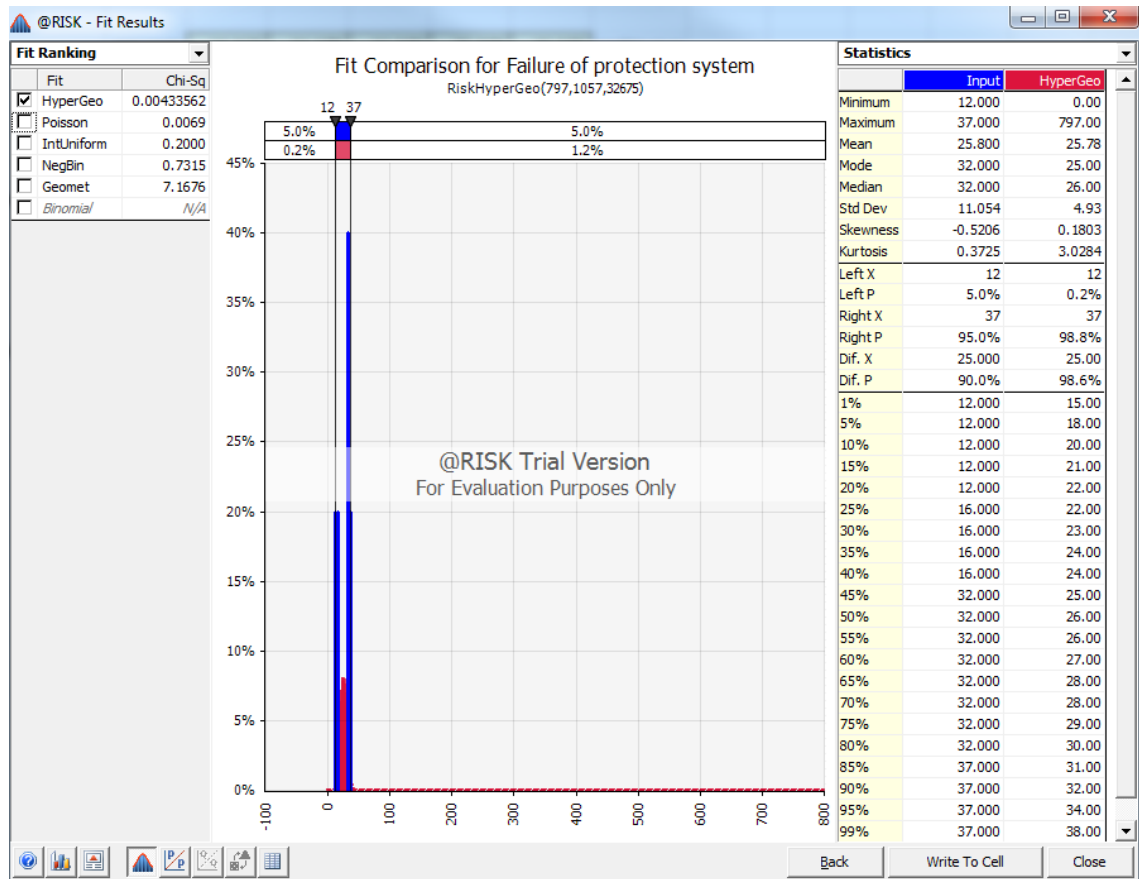 @RISK - Fit Results
Fit Ranking
Fit Chi-Sq
HyperGeo 0.00433562
Poisson 0.0069
IntUniform 0.2000
NegBin 0.7315
Geomet 7.1676
Binomial N/A
Fit Comparison for Failure of protection system
RiskHyperGeo(797,1057,32675)
12 37
5.0% 5.0%
0.2% 1.2%
45%
40%
35%
30%
25%
20%
15%
10%
5%
0%
@RISK Trial Version
For Evaluation Purposes Only
-100 0 100 200 300 400 500 600 700 800
Statistics
Input HyperGeo
Minimum 12.000 0.00
Maximum 37.000 797.00
Mean 25.800 25.78
Mode 32.000 25.00
Median 32.000 26.00
Std Dev 11.054 4.93
Skewness -0.5206 0.1803
Kurtosis 0.3725 3.0284
Left X 12 12
Left P 5.0% 0.2%
Right X 37 37
Right P 95.0% 98.8%
Dif. X 25.000 25.00
Dif. P 90.0% 98.6%
1% 12.000 15.00
5% 12.000 18.00
10% 12.000 20.00
15% 12.000 21.00
20% 12.000 22.00
25% 16.000 22.00
30% 16.000 23.00
35% 16.000 24.00
40% 16.000 24.00
45% 32.000 25.00
50% 32.000 26.00
55% 32.000 26.00
60% 32.000 27.00
65% 32.000 28.00
70% 32.000 28.00
75% 32.000 29.00
80% 32.000 30.00
85% 37.000 31.00
90% 37.000 32.00
95% 37.000 34.00
99% 37.000 38.00
Back Write To Cell Close